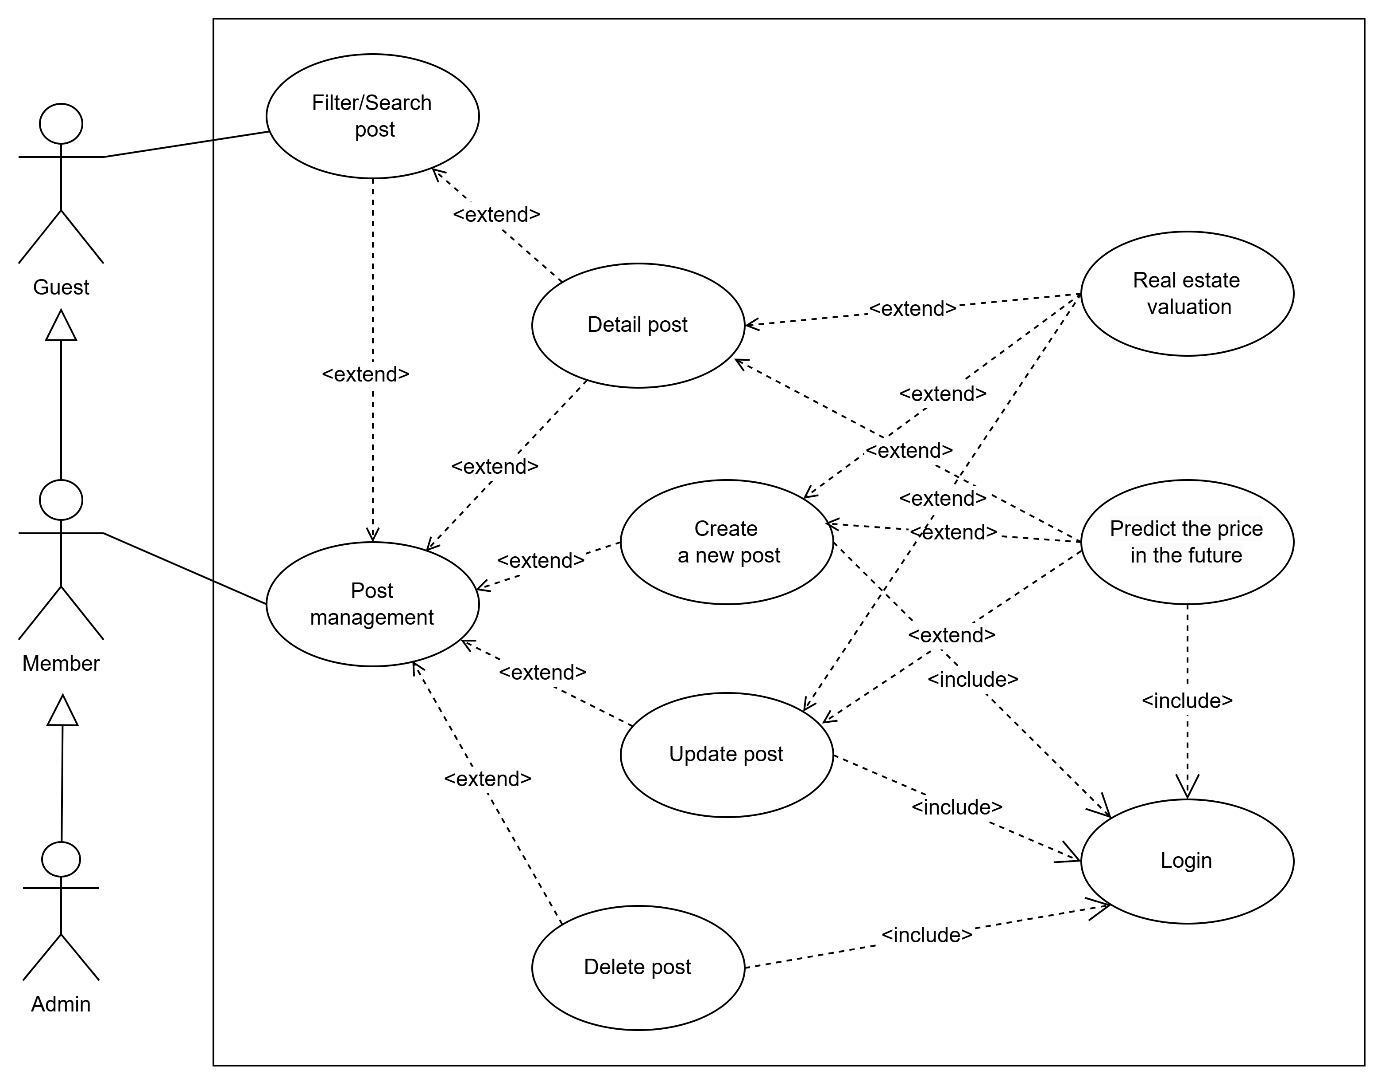 Filter/Search
post
<extend>
Guest
Real estate
valuation
<extend>
Detail post
<extend>
<extend>
<extend>
<extend>
<extend>
Create
a new post
Predict the price
in the future
<extend>
<extend>
Post
management
<extend>
Member
<extend>
<include>
<include>
Update post
<extend>
<include>
Login
<include>
Delete post
Admin